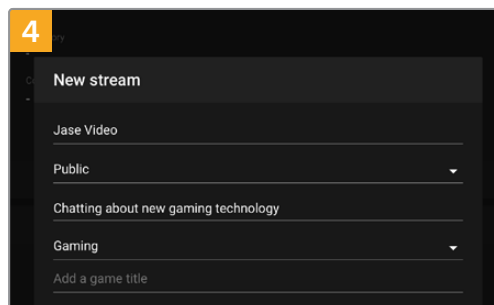 4
New stream
Jase Video
Public
Chatting about new gaming technology
Gaming
Add a game title